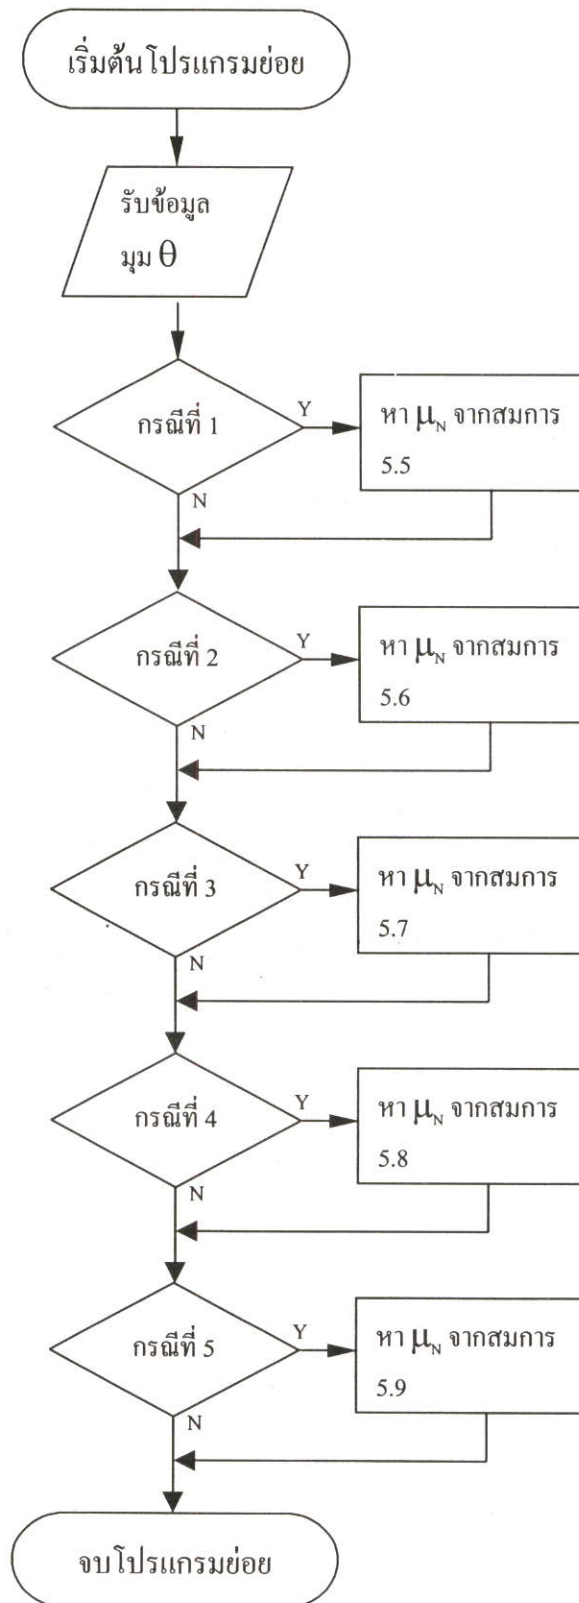 เริ่มต้นโปรแกรมย่อย
รับข้อมูล
มุม θ
กรณีที่ 1
Y
หา μN จากสมการ
5.5
N
กรณีที่ 2
Y
หา μN จากสมการ
5.6
N
กรณีที่ 3
Y
หา μN จากสมการ
5.7
N
กรณีที่ 4
Y
หา μN จากสมการ
5.8
N
กรณีที่ 5
Y
หา μN จากสมการ
5.9
N
จบโปรแกรมย่อย